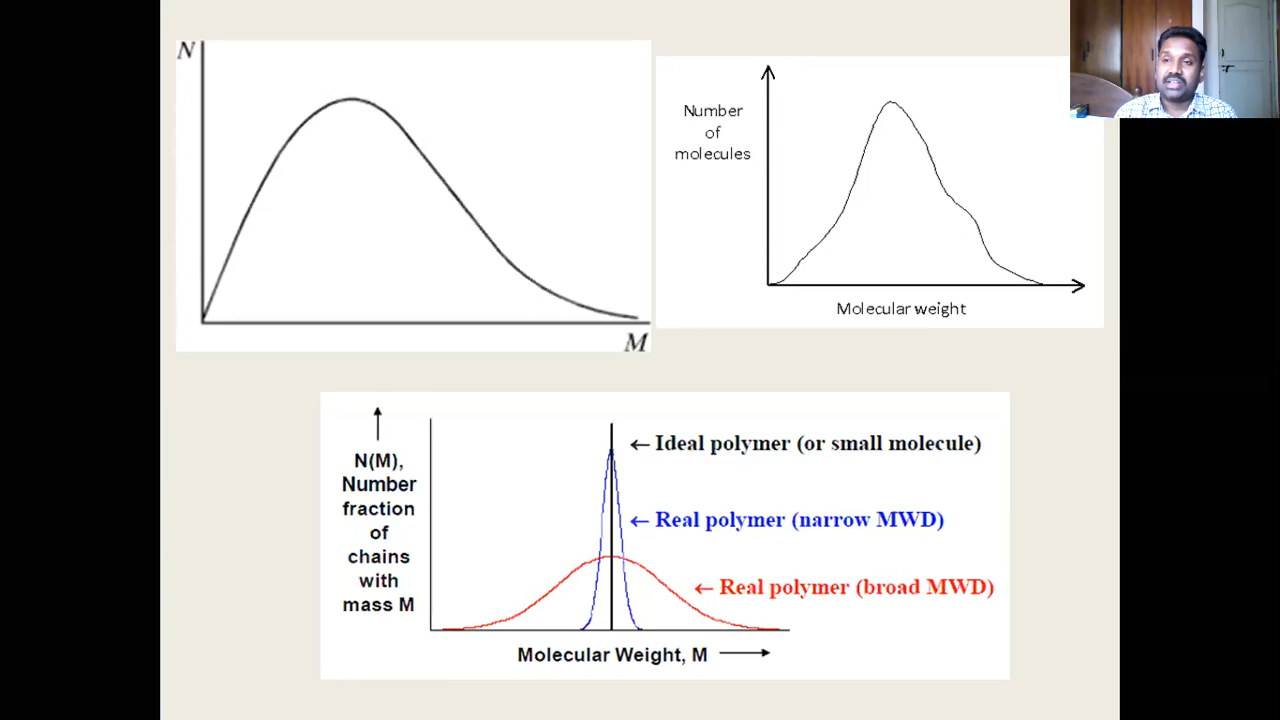 N
M
Number
of
molecules
Molecular weight
N(M),
Number
fraction
of
chains
with
mass M
← Ideal polymer (or small molecule)
← Real polymer (narrow MWD)
← Real polymer (broad MWD)
Molecular Weight, M →